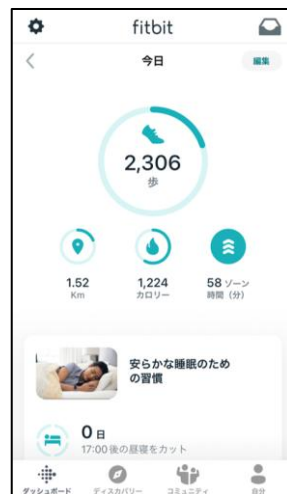 fitbit
今日
編集
2,306
歩
1.52
Km
1,224
カロリー
58 ゾーン
時間（分）
安らかな睡眠のため
の習慣
0 日
17:00後の昼寝をカット
ダッシュボード
ディスカバリー
コミュニティ
自分